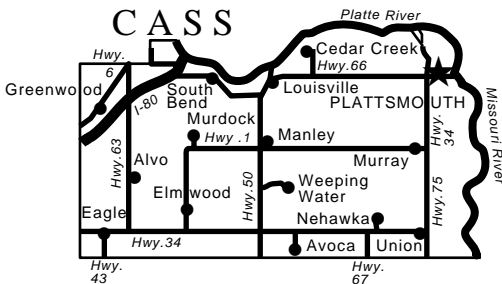 CASS
Platte River
Hwy.
6
Cedar Creek
Hwy.66
Greenwood
I-80
South
Bend
Louisville
PLATTSMOUTH
Missouri River
Murdock
Hwy.
34
Hwy .1
Manley
Hwy.63
Alvo
Murray
Hwy.50
Weeping
Water
Elmwood
Hwy.75
Eagle
Nehawka
Hwy.34
Avoca
Union
Hwy.
43
Hwy.
67